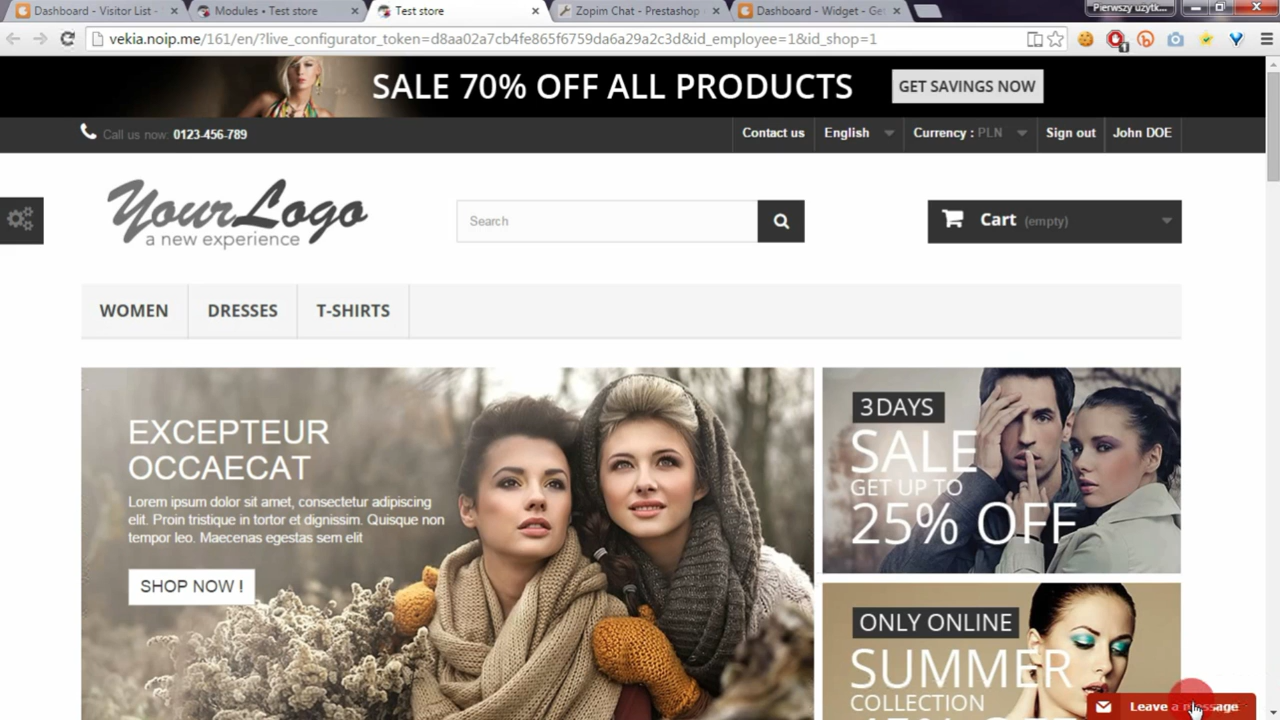 Dashboard - Visitor List -
Modules • Test store
Test store
Zopim Chat - Prestashop
Dashboard - Widget - Ge
Pierwszy użytk...
vekia.noip.me/161/en/?live_configurator_token=d8aa02a7cb4fe865f6759da6a29a2c3d&id_employee=1&id_shop=1
1
SALE 70% OFF ALL PRODUCTS
GET SAVINGS NOW
Call us now: 0123-456-789
Contact us
English
Currency : PLN
Sign out
John DOE
YourLogo
a new experience
Search
Cart (empty)
WOMEN
DRESSES
T-SHIRTS
EXCEPTEUR
OCCAECAT
Lorem ipsum dolor sit amet, consectetur adipiscing
elit. Proin tristique in tortor et dignissim. Quisque non
tempor leo. Maecenas egestas sem elit
SHOP NOW !
3DAYS
SALE
GET UP TO
25% OFF
ONLY ONLINE
SUMMER
COLLECTION
Leave a message